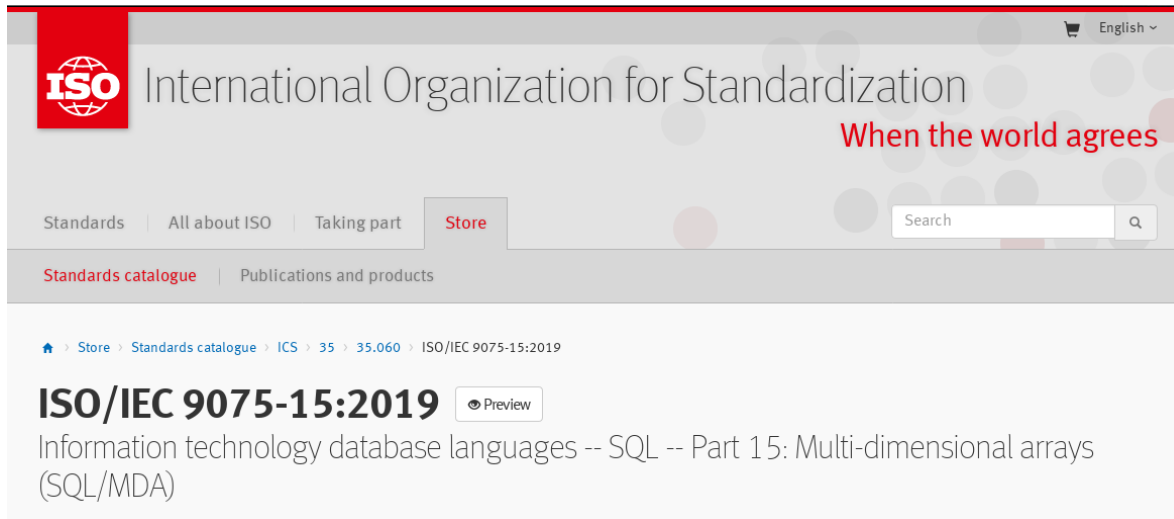 English
ISO
International Organization for Standardization
When the world agrees
Standards
All about ISO
Taking part
Store
Search
Standards catalogue
Publications and products
Store › Standards catalogue › ICS › 35 › 35.060 › ISO/IEC 9075-15:2019
ISO/IEC 9075-15:2019 Preview
Information technology database languages -- SQL -- Part 15: Multi-dimensional arrays
(SQL/MDA)